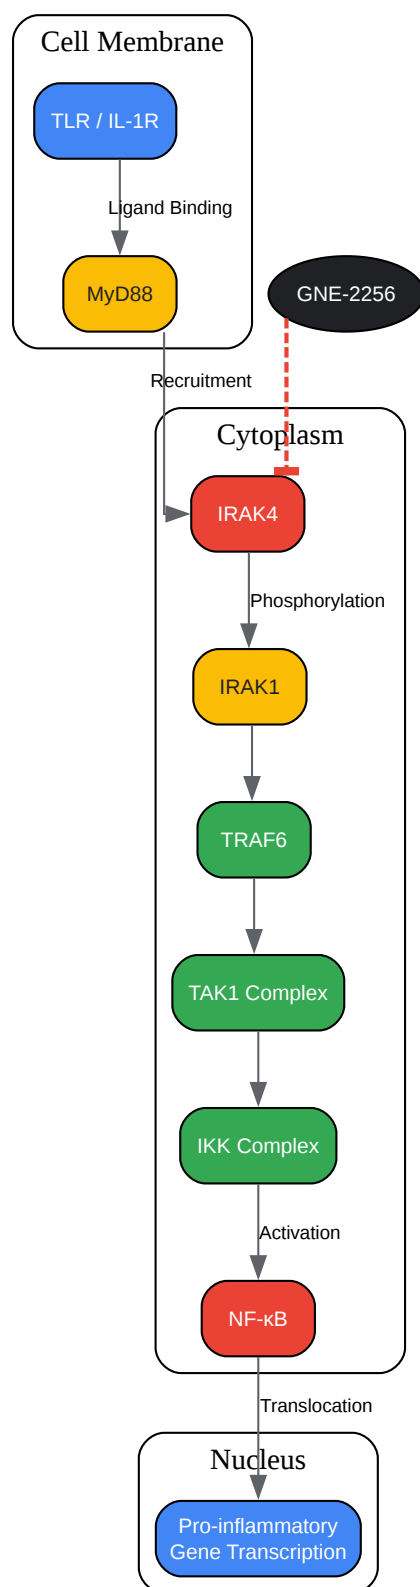 Cell Membrane
TLR / IL-1R
Ligand Binding
MyD88
GNE-2256
Recruitment
Cytoplasm
IRAK4
Phosphorylation
IRAK1
TRAF6
TAK1 Complex
IKK Complex
Activation
NF-κB
Translocation
Nucleus
Pro-inflammatory
Gene Transcription